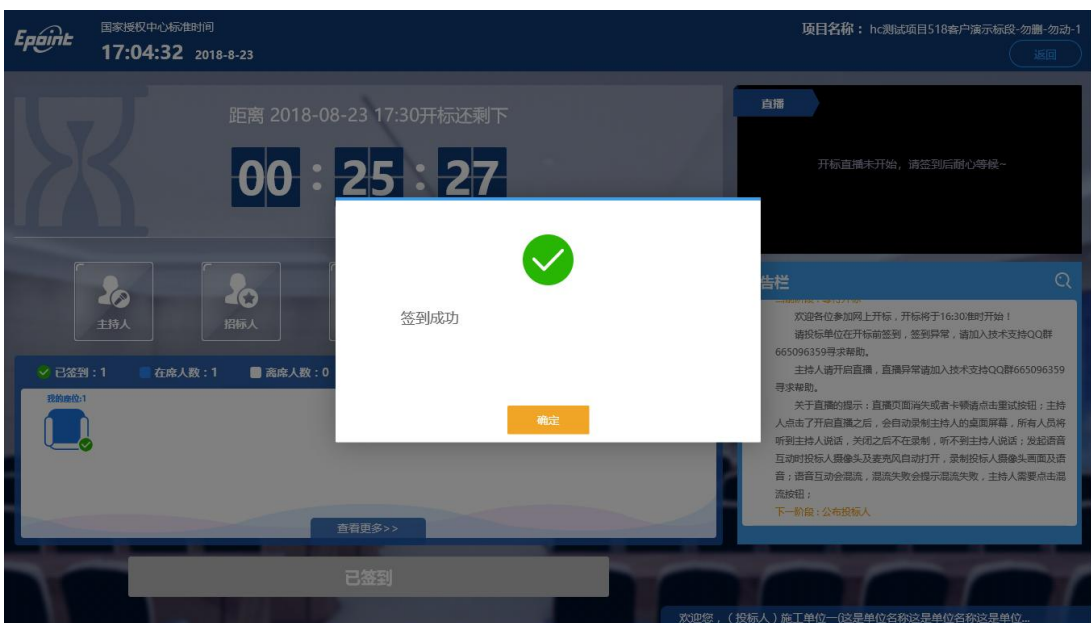 Epoint
国家授权中心标准时间
17:04:32 2018-8-23
项目名称：hc测试项目518客户演示标段-勿删-勿动-1
返回
距离 2018-08-23 17:30开标还剩下
00 : 25 : 27
直播
开标直播未开始，请签到后耐心等候~
主持人
招标人
签到成功
确定
告栏
欢迎各位参加网上开标，开标将于16:30准时开始！
请投标单位在开标前签到，签到异常，请加入技术支持QQ群
665096359寻求帮助。
主持人请开启直播，直播异常请加入技术支持QQ群665096359
寻求帮助。
关于直播的提示：直播页面消失或者卡顿请点击重试按钮；主持
人点击了开启直播之后，会自动录制主持人的桌面屏幕，所有人员将
听到主持人说话，关闭之后不在录制，听不到主持人说话；发起语音
互动时投标人摄像头及麦克风自动打开，录制投标人摄像头画面及语
音；语音互动会混流，混流失败会提示混流失败，主持人需要点击混
流按钮；
下一阶段：公布投标人
已签到：1 在席人数：1 离席人数：0
我的座位:1
查看更多>>
已签到
欢迎您，（投标人）施工单位一(这是单位名称这是单位名称这是单位...